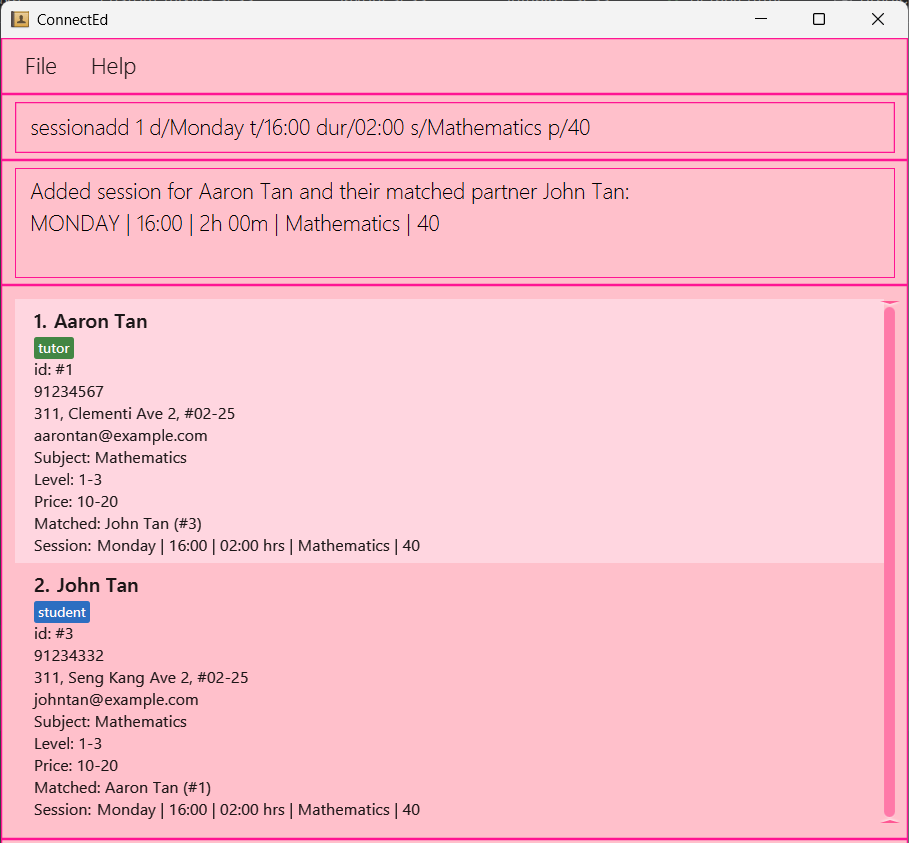 ConnectEd
File Help
sessionadd 1 d/Monday t/16:00 dur/02:00 s/Mathematics p/40
Added session for Aaron Tan and their matched partner John Tan:
MONDAY | 16:00 | 2h 00m | Mathematics | 40
1. Aaron Tan
tutor
id: #1
91234567
311, Clementi Ave 2, #02-25
aarontan@example.com
Subject: Mathematics
Level: 1-3
Price: 10-20
Matched: John Tan (#3)
Session: Monday | 16:00 | 02:00 hrs | Mathematics | 40
2. John Tan
student
id: #3
91234332
311, Seng Kang Ave 2, #02-25
johntan@example.com
Subject: Mathematics
Level: 1-3
Price: 10-20
Matched: Aaron Tan (#1)
Session: Monday | 16:00 | 02:00 hrs | Mathematics | 40